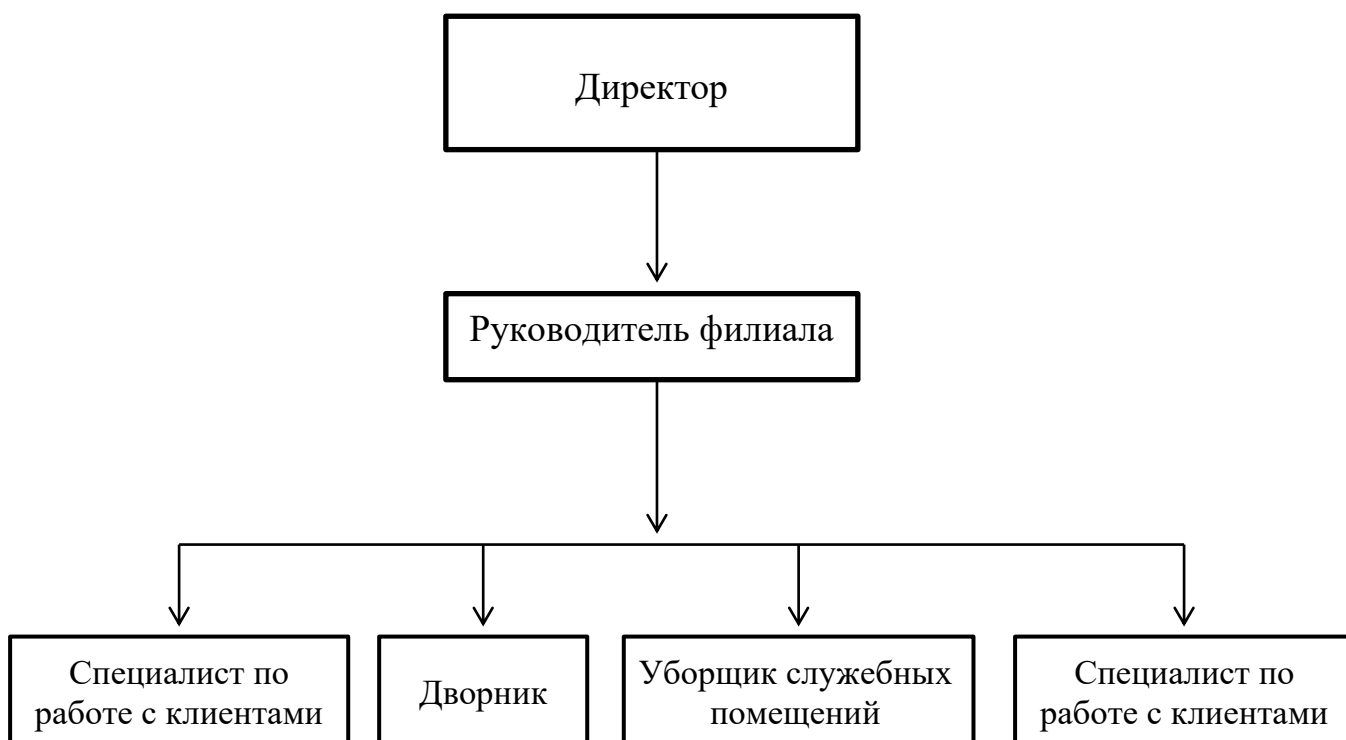 Директор
Руководитель филиала
Специалист по
работе с клиентами
Дворник
Уборщик служебных
помещений
Специалист по
работе с клиентами